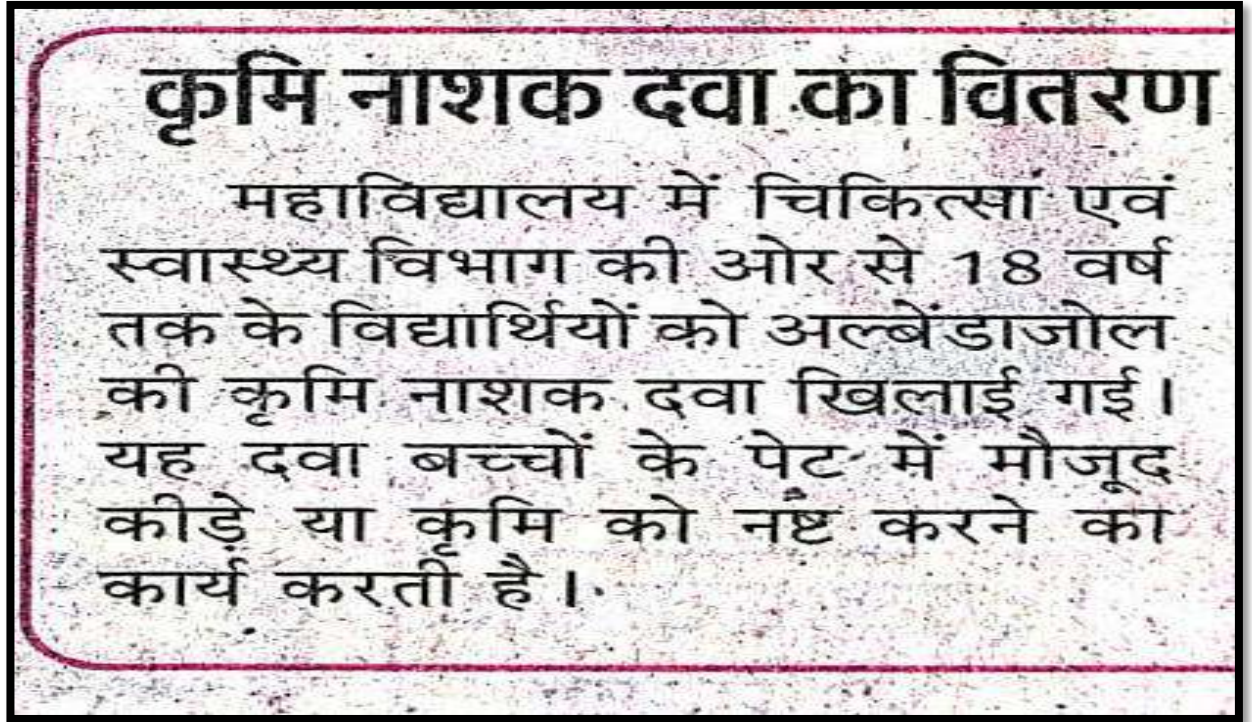 कृमि नाशक दवा का वितरण
महाविद्यालय में चिकित्सा एवं
स्वास्थ्य विभाग की ओर से 18 वर्ष
तक के विद्यार्थियों को अल्बेंडाजोल
की कृमि नाशक दवा खिलाई गई।
यह दवा बच्चों के पेट में मौजूद
कीड़े या कृमि को नष्ट करने का
कार्य करती है।